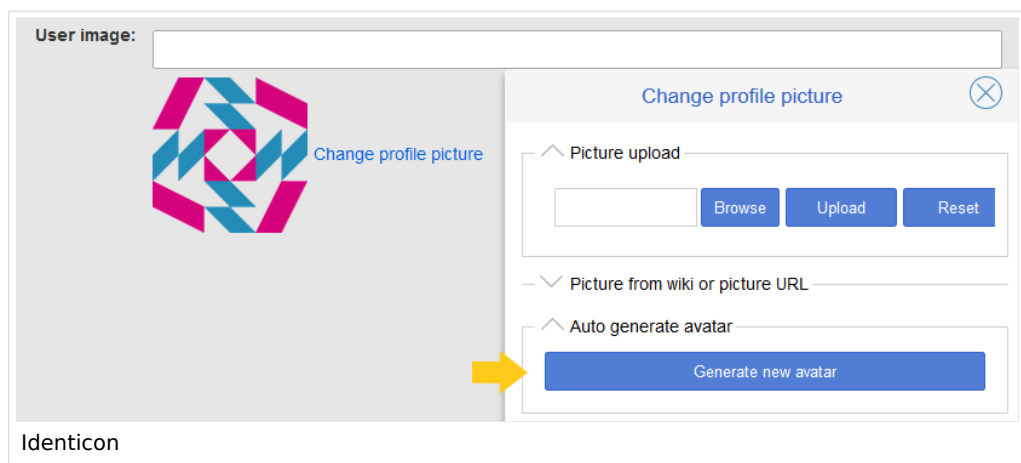 User image:
Change profile picture
Change profile picture
Picture upload
Browse Upload Reset
Picture from wiki or picture URL
Auto generate avatar
Generate new avatar
Identicon